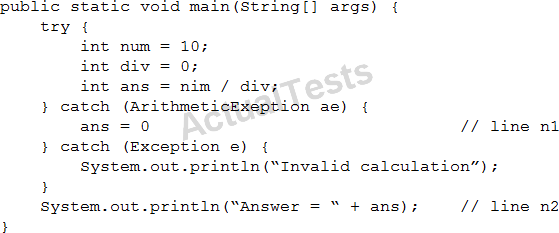 public static void main(String[] args) {
    try {
        int num = 10;
        int div = 0;
        int ans = nim / div;
    } catch (ArithmeticExeption ae) {
        ans = 0                              // line n1
    } catch (Exception e) {
        System.out.println(“Invalid calculation”);
    }
    System.out.println(“Answer = “ + ans);    // line n2
}
ActualTests